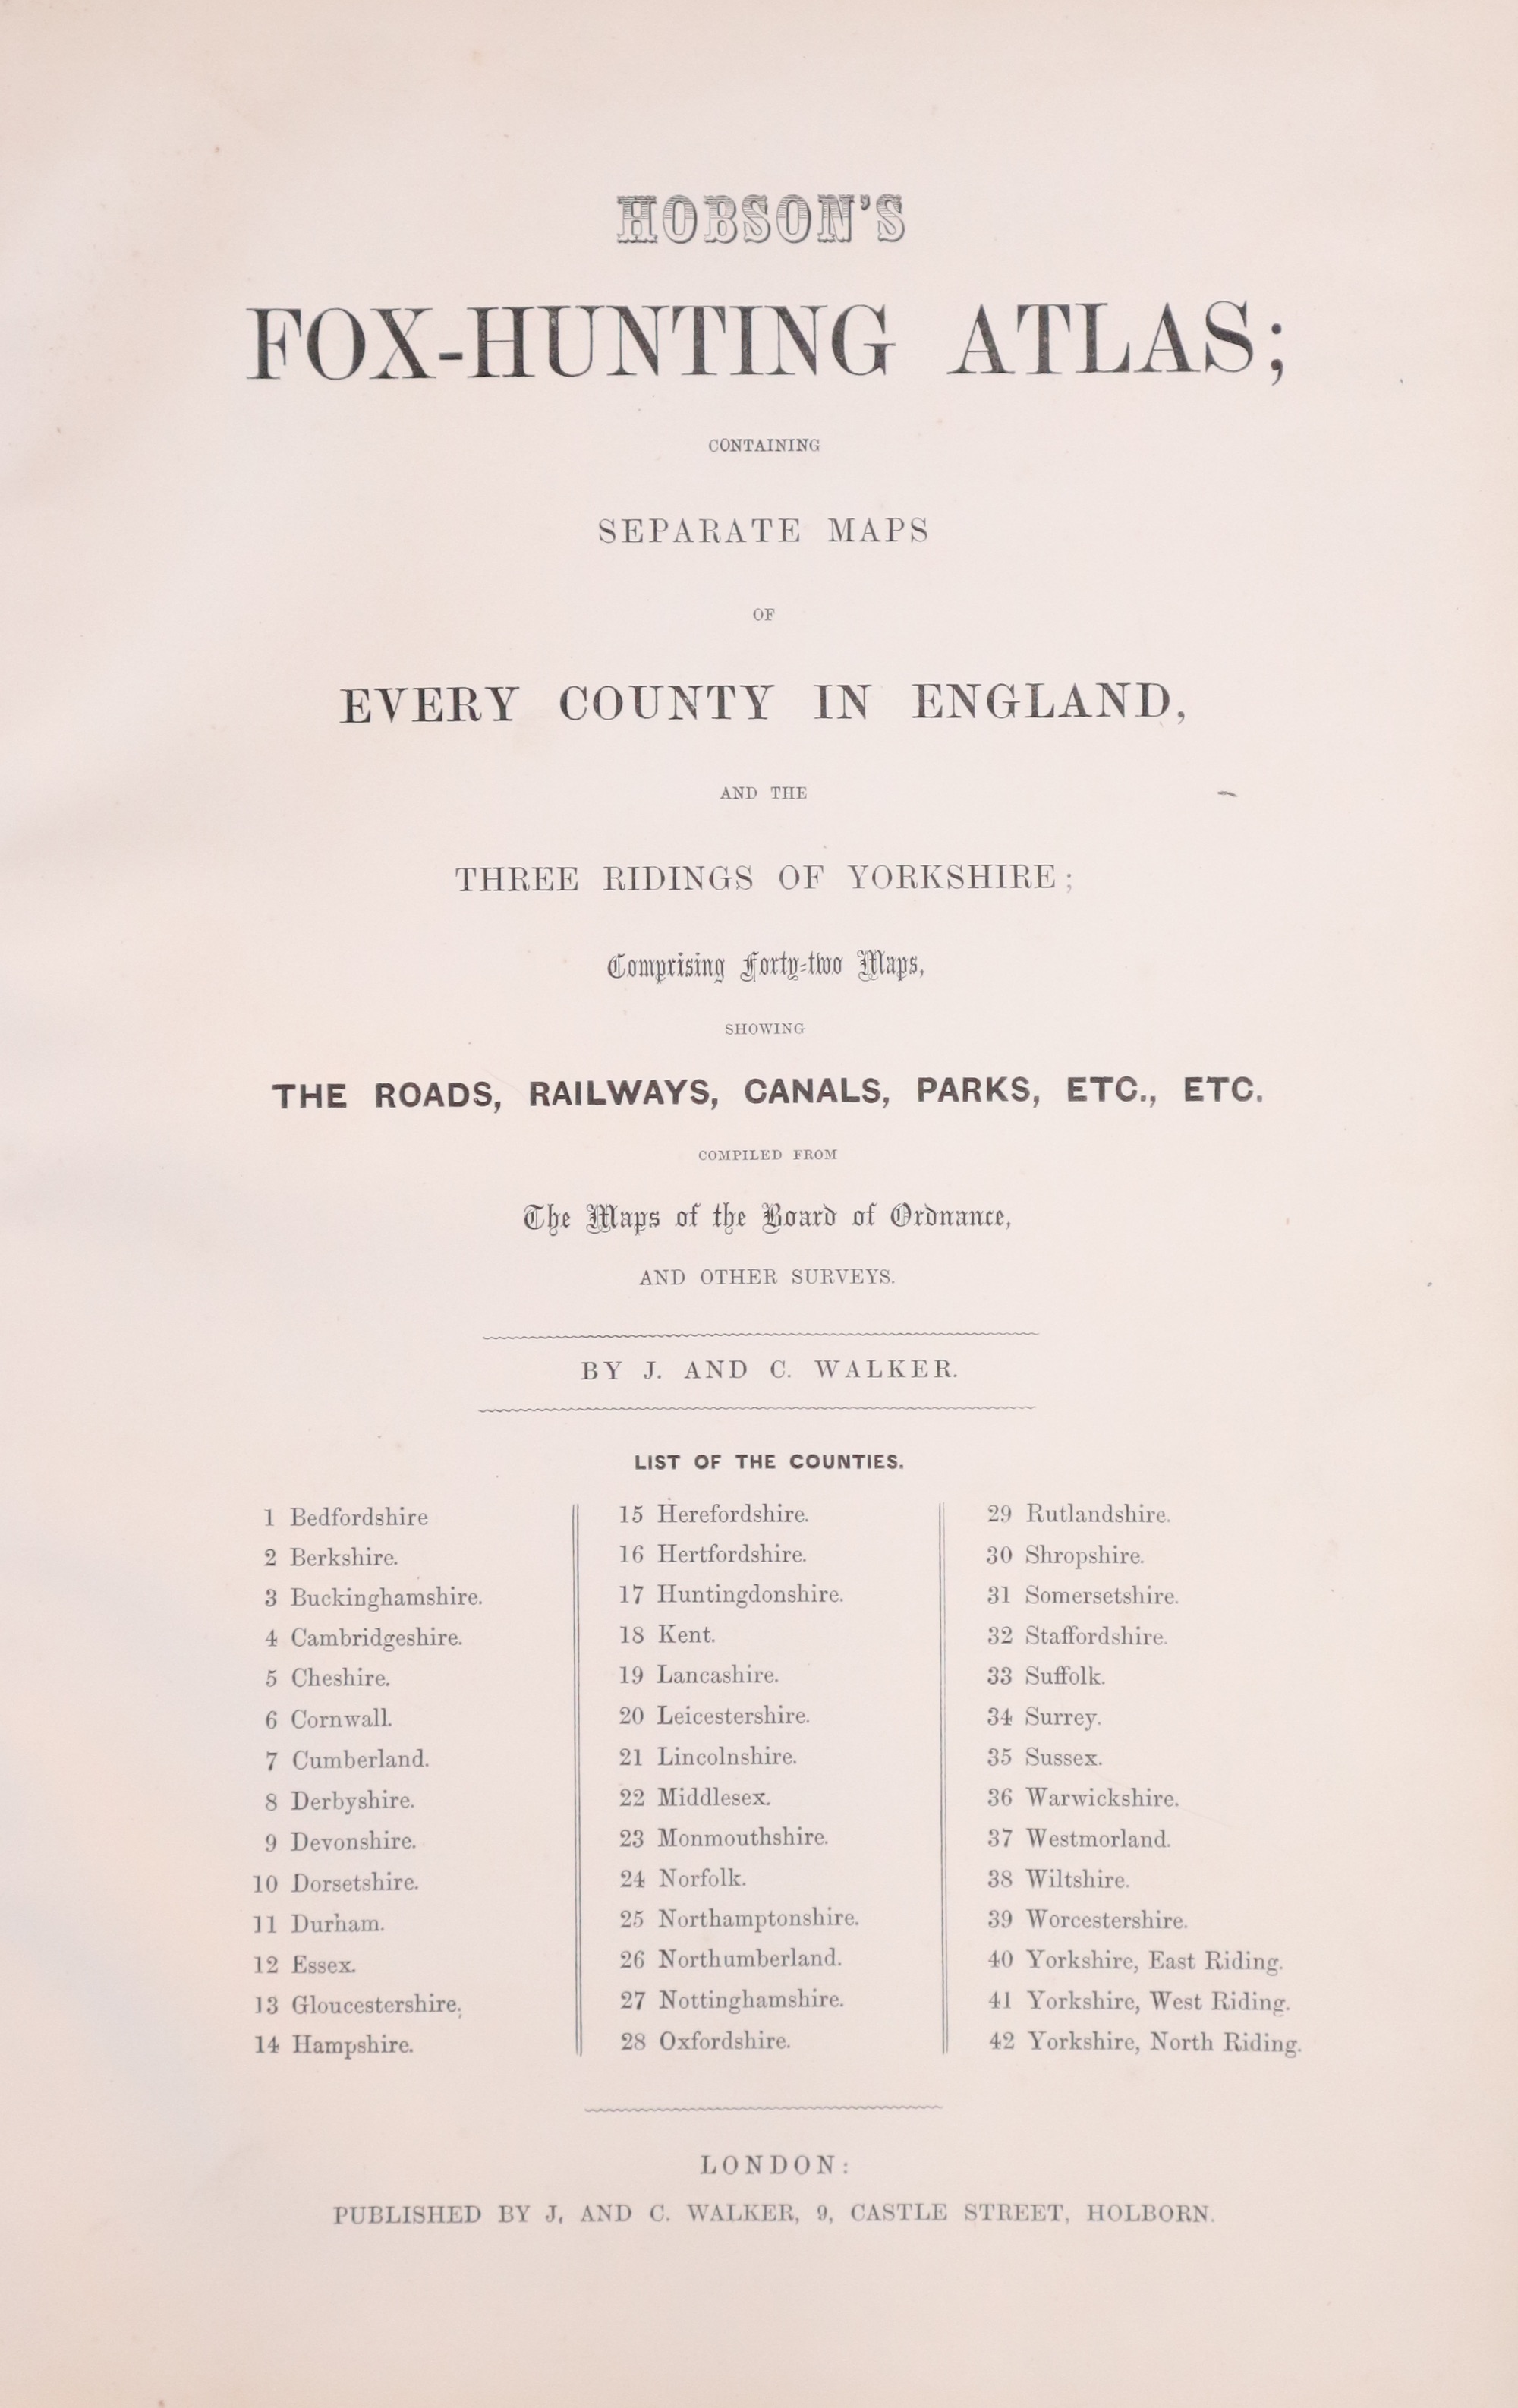 HOBSON'S
FOX-HUNTING ATLAS;
CONTAINING
SEPARATE MAPS
OF
EVERY COUNTY IN ENGLAND,
AND THE
THREE RIDINGS OF YORKSHIRE;
Comprising Forty-two Maps,
SHOWING
THE ROADS, RAILWAYS, CANALS, PARKS, ETC., ETC.
COMPILED FROM
The Maps of the Board of Ordnance,
AND OTHER SURVEYS.
BY J. AND C. WALKER.
LIST OF THE COUNTIES.
1 Bedfordshire
2 Berkshire.
3 Buckinghamshire.
4 Cambridgeshire.
5 Cheshire.
6 Cornwall.
7 Cumberland.
8 Derbyshire.
9 Devonshire.
10 Dorsetshire.
11 Durham.
12 Essex.
13 Gloucestershire.
14 Hampshire.
15 Herefordshire.
16 Hertfordshire.
17 Huntingdonshire.
18 Kent.
19 Lancashire.
20 Leicestershire.
21 Lincolnshire.
22 Middlesex.
23 Monmouthshire.
24 Norfolk.
25 Northamptonshire.
26 Northumberland.
27 Nottinghamshire.
28 Oxfordshire.
29 Rutlandshire.
30 Shropshire.
31 Somersetshire.
32 Staffordshire.
33 Suffolk.
34 Surrey.
35 Sussex.
36 Warwickshire.
37 Westmorland.
38 Wiltshire.
39 Worcestershire.
40 Yorkshire, East Riding.
41 Yorkshire, West Riding.
42 Yorkshire, North Riding.
LONDON:
PUBLISHED BY J. AND C. WALKER, 9, CASTLE STREET, HOLBORN.